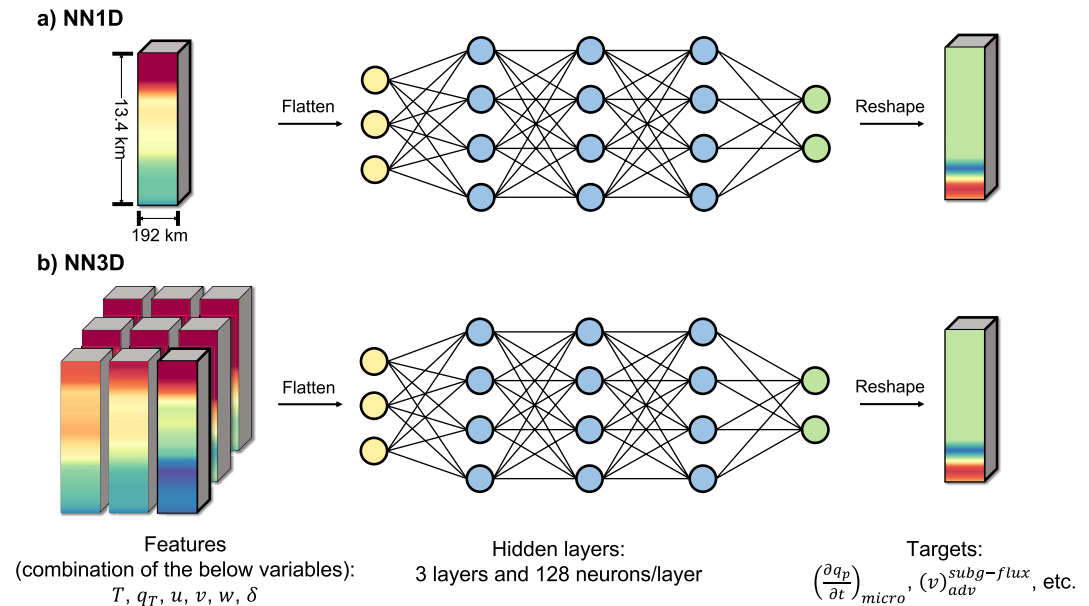 a) NN1D
13.4 km
192 km
Flatten
Reshape
b) NN3D
Flatten
Reshape
Features
(combination of the below variables):
T, q_T, u, v, w, δ
Hidden layers:
3 layers and 128 neurons/layer
Targets:
(∂q_p/∂t)_micro, (v)_adv^subg−flux, etc.